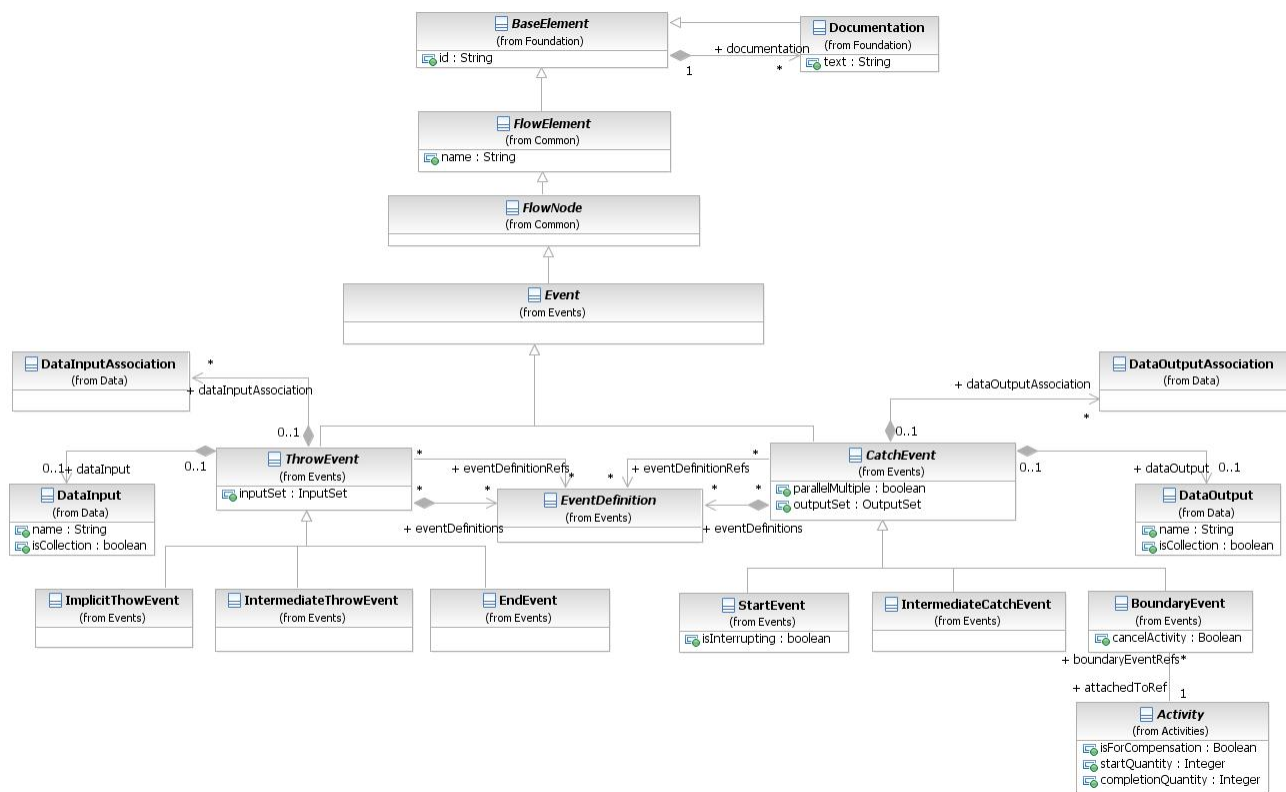 BaseElement
(from Foundation)
id : String
Documentation
(from Foundation)
text : String
+ documentation
1
*
FlowElement
(from Common)
name : String
FlowNode
(from Common)
Event
(from Events)
DataInputAssociation
(from Data)
*
+ dataInputAssociation
0..1
DataOutputAssociation
(from Data)
+ dataOutputAssociation
*
0..1
ThrowEvent
(from Events)
inputSet : InputSet
0..1
0..1
+ dataInput
DataInput
(from Data)
name : String
isCollection : boolean
*
+ eventDefinitionRefs
*
*
*
+ eventDefinitions
EventDefinition
(from Events)
*
+ eventDefinitionRefs
*
*
*
+ eventDefinitions
CatchEvent
(from Events)
parallelMultiple : boolean
outputSet : OutputSet
0..1
+ dataOutput
0..1
DataOutput
(from Data)
name : String
isCollection : boolean
ImplicitThowEvent
(from Events)
IntermediateThrowEvent
(from Events)
EndEvent
(from Events)
StartEvent
(from Events)
isInterrupting : boolean
IntermediateCatchEvent
(from Events)
BoundaryEvent
(from Events)
cancelActivity : Boolean
+ boundaryEventRefs
*
+ attachedToRef
1
Activity
(from Activities)
isForCompensation : Boolean
startQuantity : Integer
completionQuantity : Integer